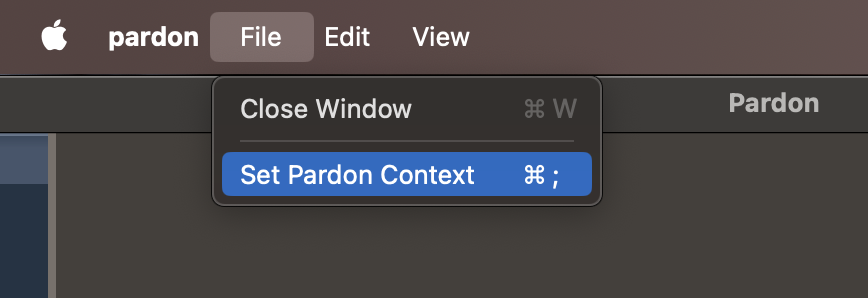 pardon File Edit View
Pardon
Close Window ⌘ W
Set Pardon Context ⌘ ;